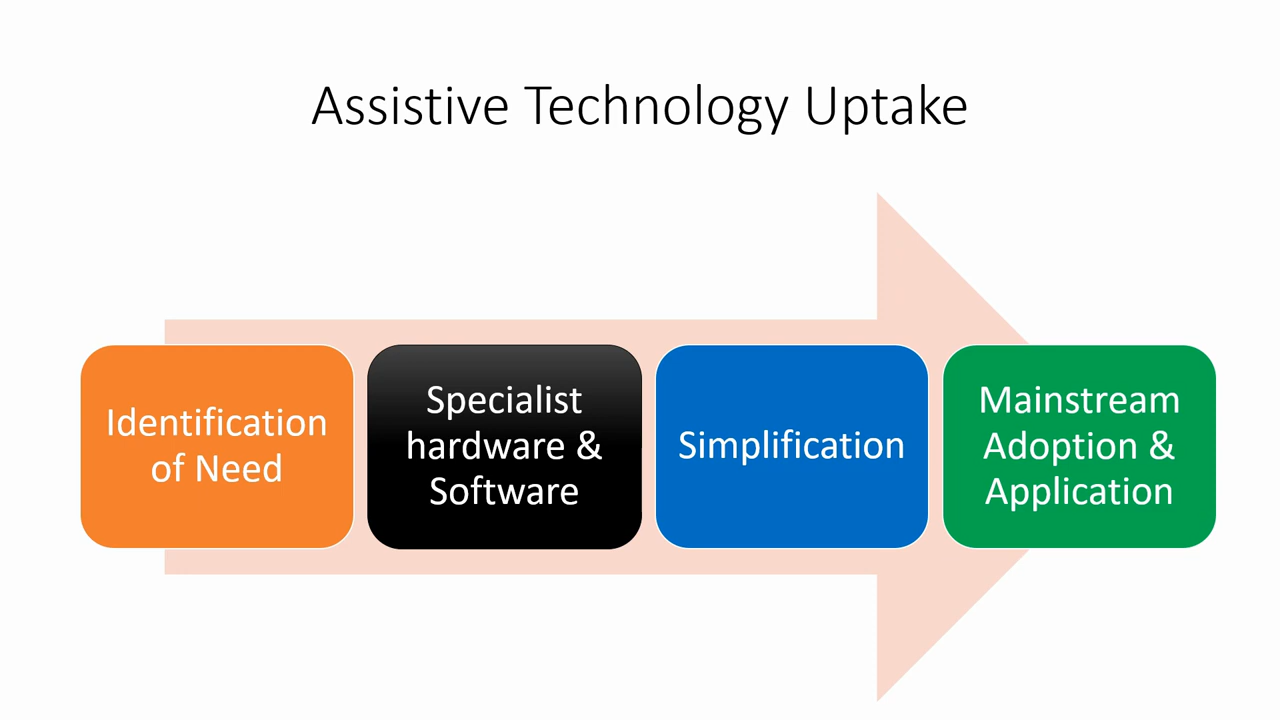 Assistive Technology Uptake
Identification
of Need
Specialist
hardware &
Software
Simplification
Mainstream
Adoption &
Application